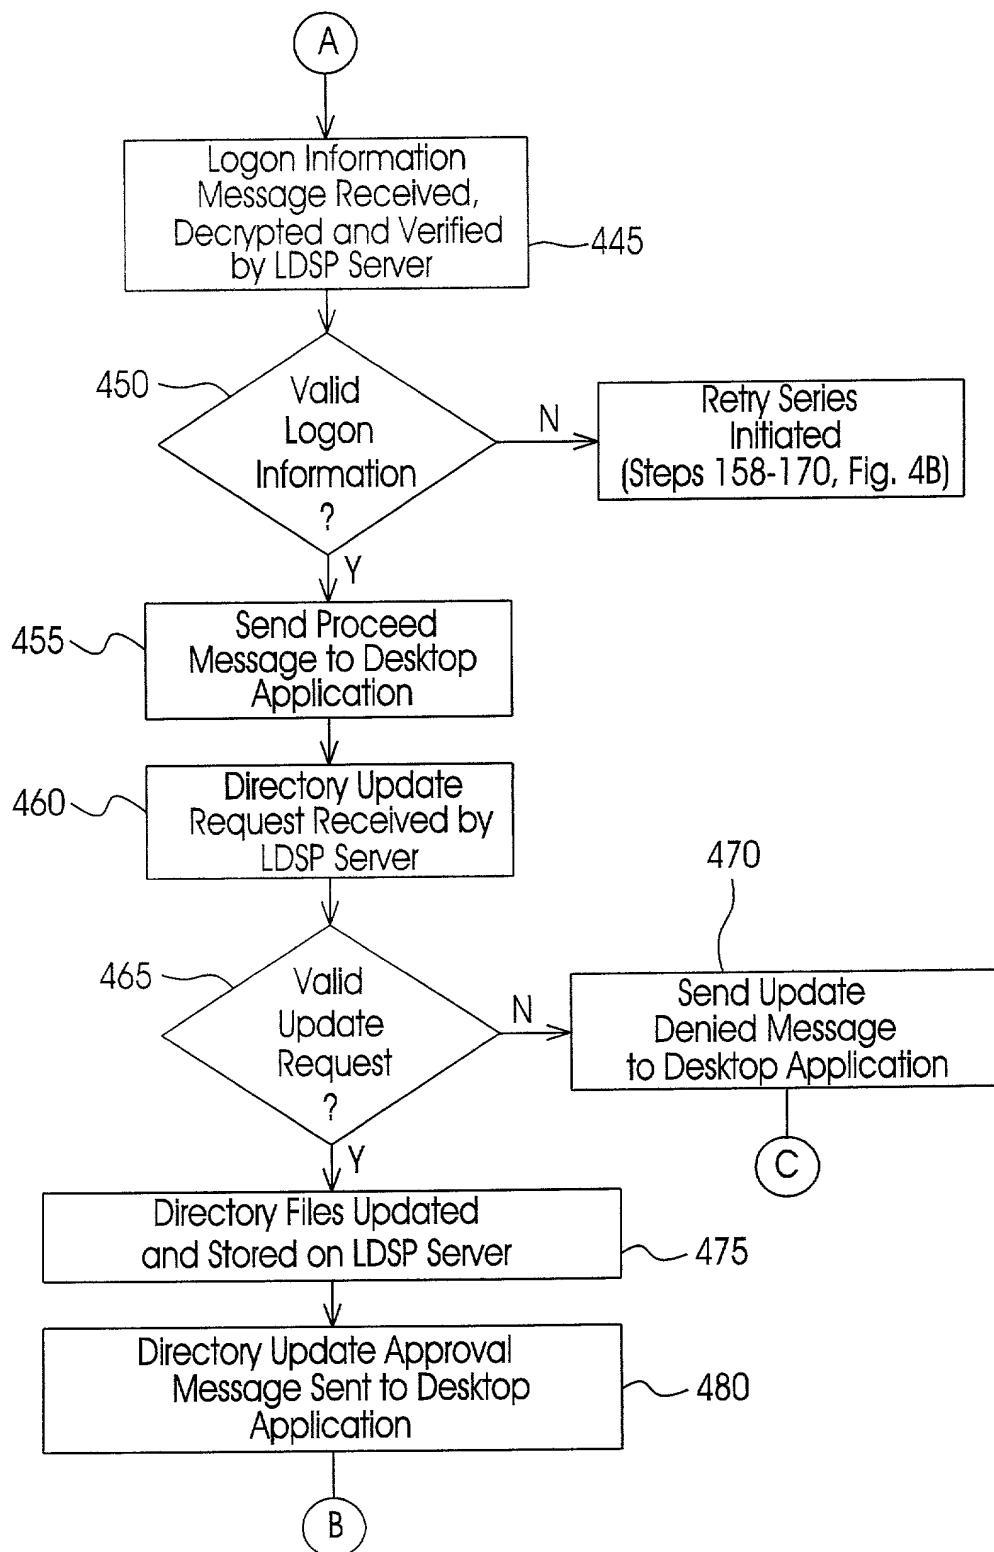 A
Logon Information
Message Received,
Decrypted and Verified
by LDSP Server
445
450
Valid
Logon
Information
?
N
Retry Series
Initiated
(Steps 158-170, Fig. 4B)
Y
455
Send Proceed
Message to Desktop
Application
460
Directory Update
Request Received by
LDSP Server
470
465
Valid
Update
Request
?
N
Send Update
Denied Message
to Desktop Application
C
Y
Directory Files Updated
and Stored on LDSP Server
475
Directory Update Approval
Message Sent to Desktop
Application
480
B